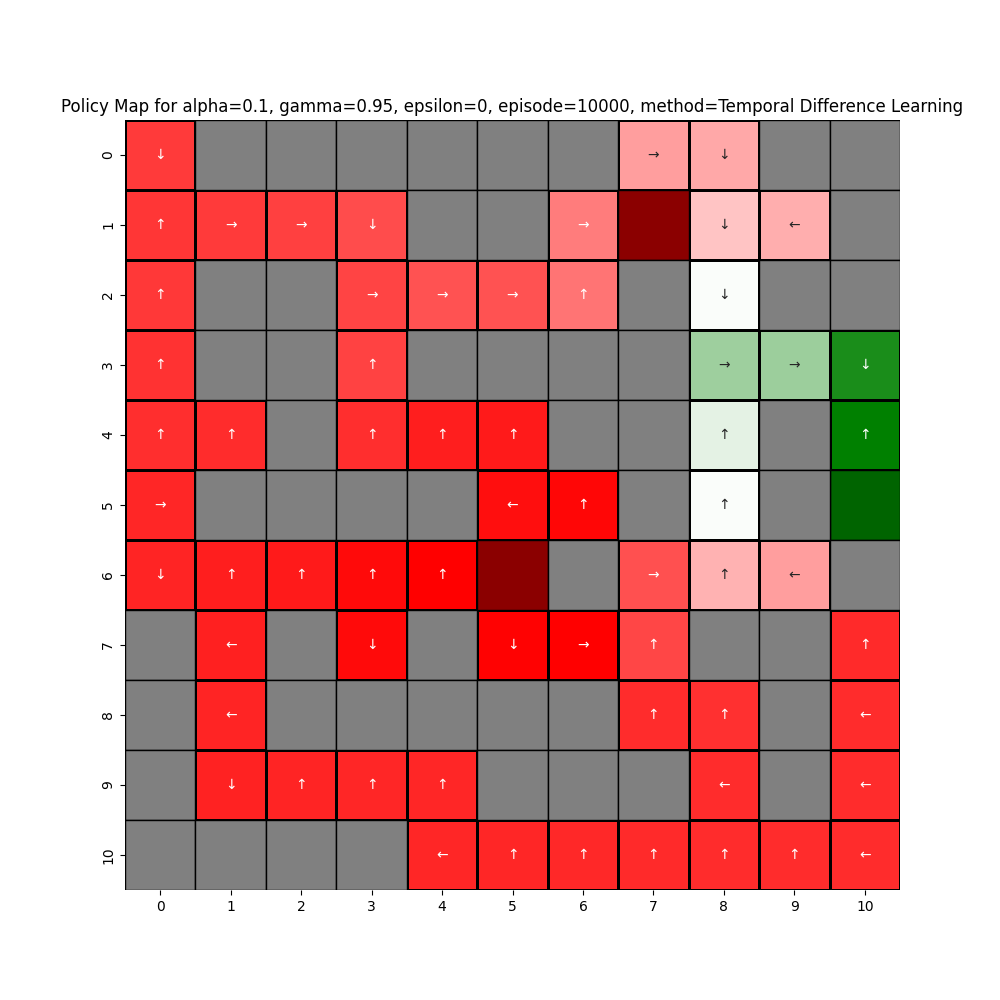 Policy Map for alpha=0.1, gamma=0.95, epsilon=0, episode=10000, method=Temporal Difference Learning
0 ↓ → ↓
1 ↑ → → ↓ → ↓ ←
2 ↑ → → → ↑ ↓
3 ↑ ↑ → → ↓
4 ↑ ↑ ↑ ↑ ↑ ↑ ↑
5 → ← ↑ ↑
6 ↓ ↑ ↑ ↑ ↑ → ↑ ←
7 ← ↓ ↓ → ↑ ↑
8 ← ↑ ↑ ←
9 ↓ ↑ ↑ ↑ ← ←
10 ← ↑ ↑ ↑ ↑ ↑ ←
0 1 2 3 4 5 6 7 8 9 10